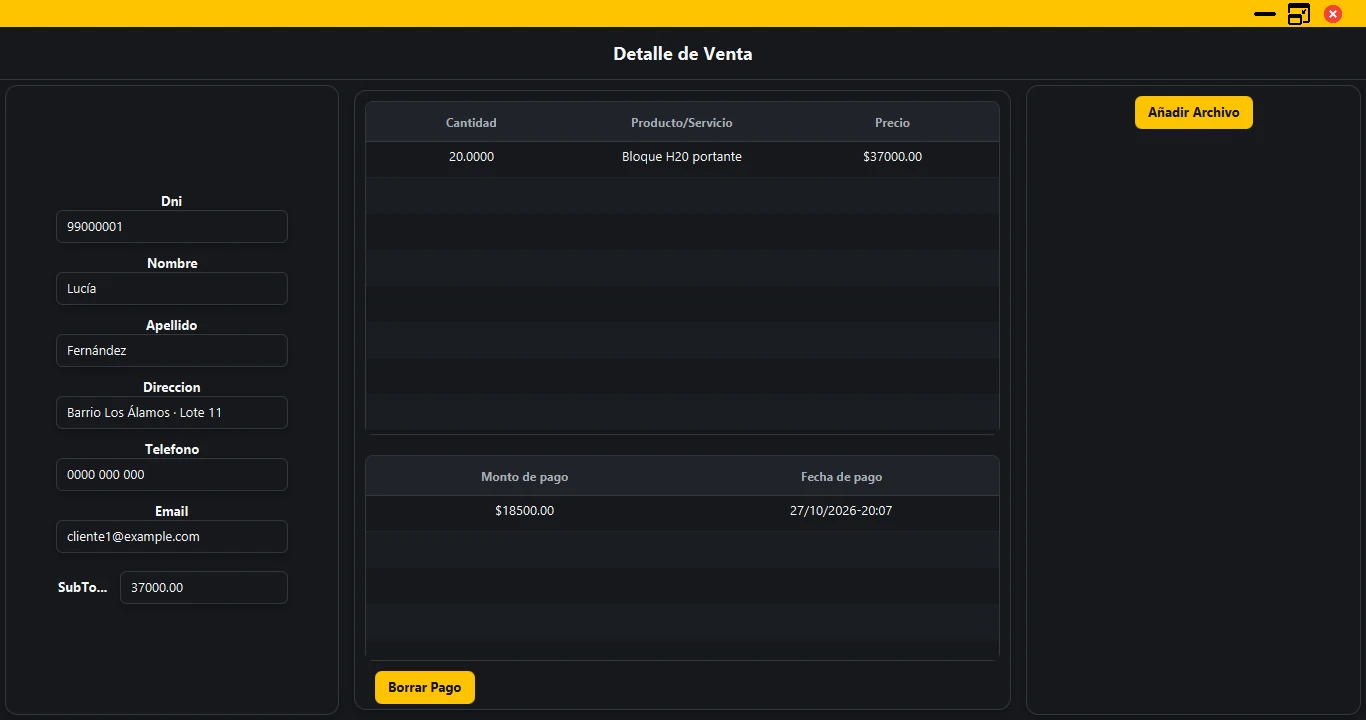 Detalle de Venta
Dni
99000001
Nombre
Lucía
Apellido
Fernández
Direccion
Barrio Los Álamos · Lote 11
Telefono
0000 000 000
Email
cliente1@example.com
SubTo... 37000.00
Cantidad Producto/Servicio Precio
20.0000 Bloque H20 portante $37000.00
Monto de pago Fecha de pago
$18500.00 27/10/2026-20:07
Borrar Pago
Añadir Archivo